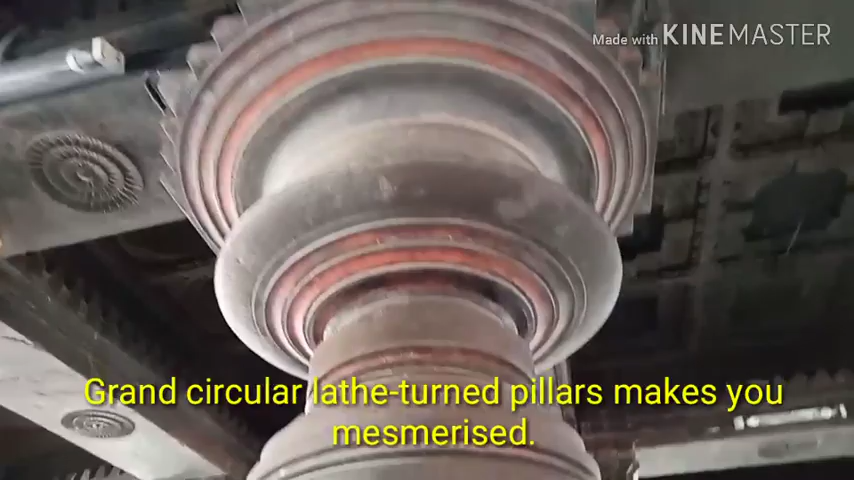 Made with KINEMASTER
Grand circular lathe-turned pillars makes you
mesmerised.